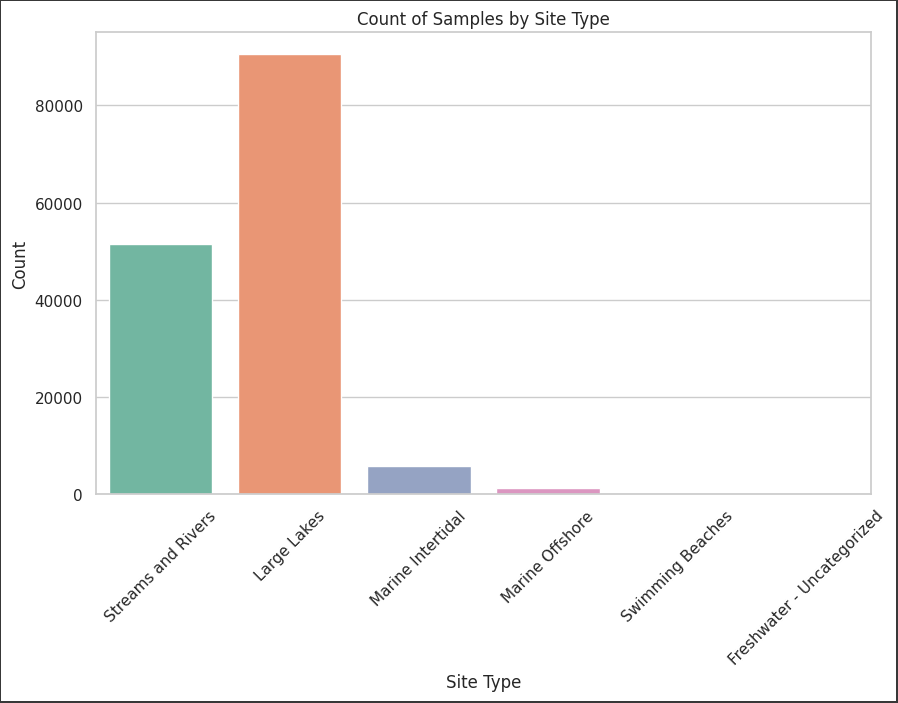 Count of Samples by Site Type
Count
80000
60000
40000
20000
0
Streams and Rivers
Large Lakes
Marine Intertidal
Marine Offshore
Swimming Beaches
Freshwater - Uncategorized
Site Type